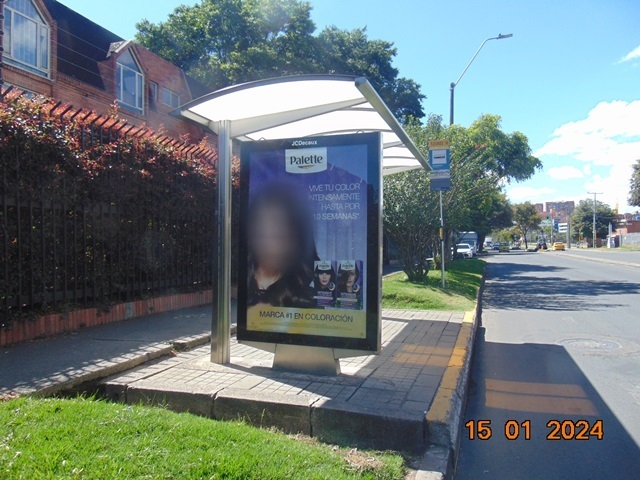 JCDecaux
Palette
VIVE TU COLOR
INTENSAMENTE
HASTA POR
10 SEMANAS*
MARCA #1 EN COLORACIÓN
15 01 2024